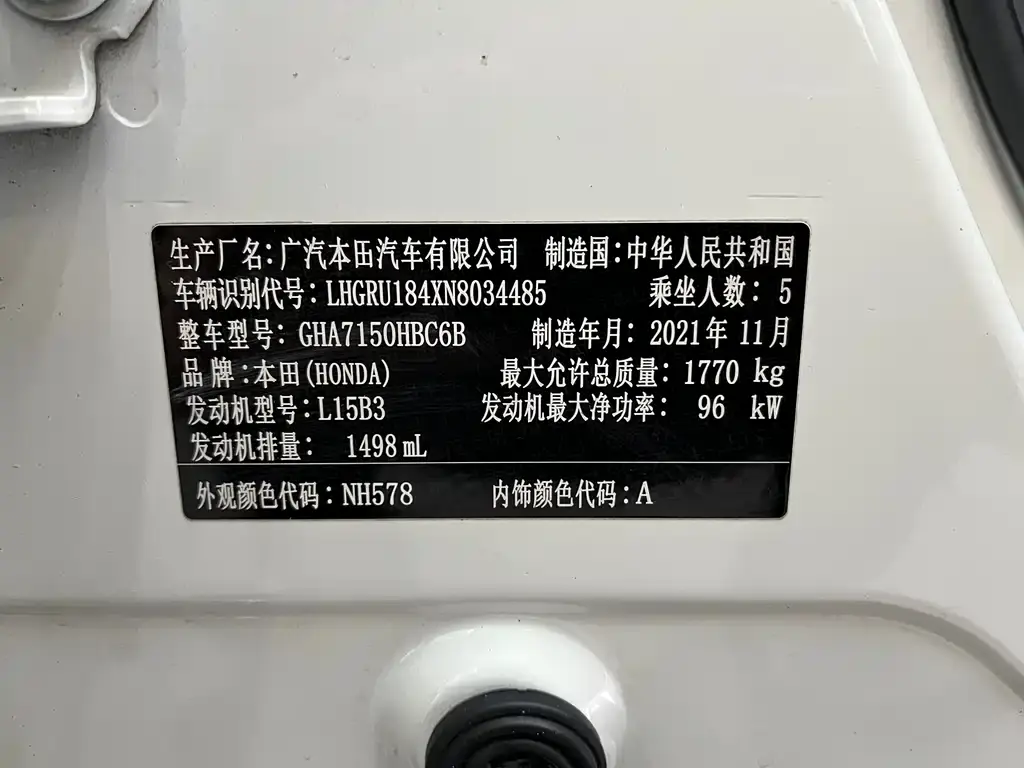 生产厂名:广汽本田汽车有限公司 制造国:中华人民共和国
车辆识别代号:LHGRU184XN8034485 乘坐人数: 5
整车型号:GHA7150HBC6B 制造年月:2021年11月
品牌:本田(HONDA) 最大允许总质量:1770 kg
发动机型号:L15B3 发动机最大净功率: 96 kW
发动机排量: 1498 mL
外观颜色代码:NH578 内饰颜色代码:A